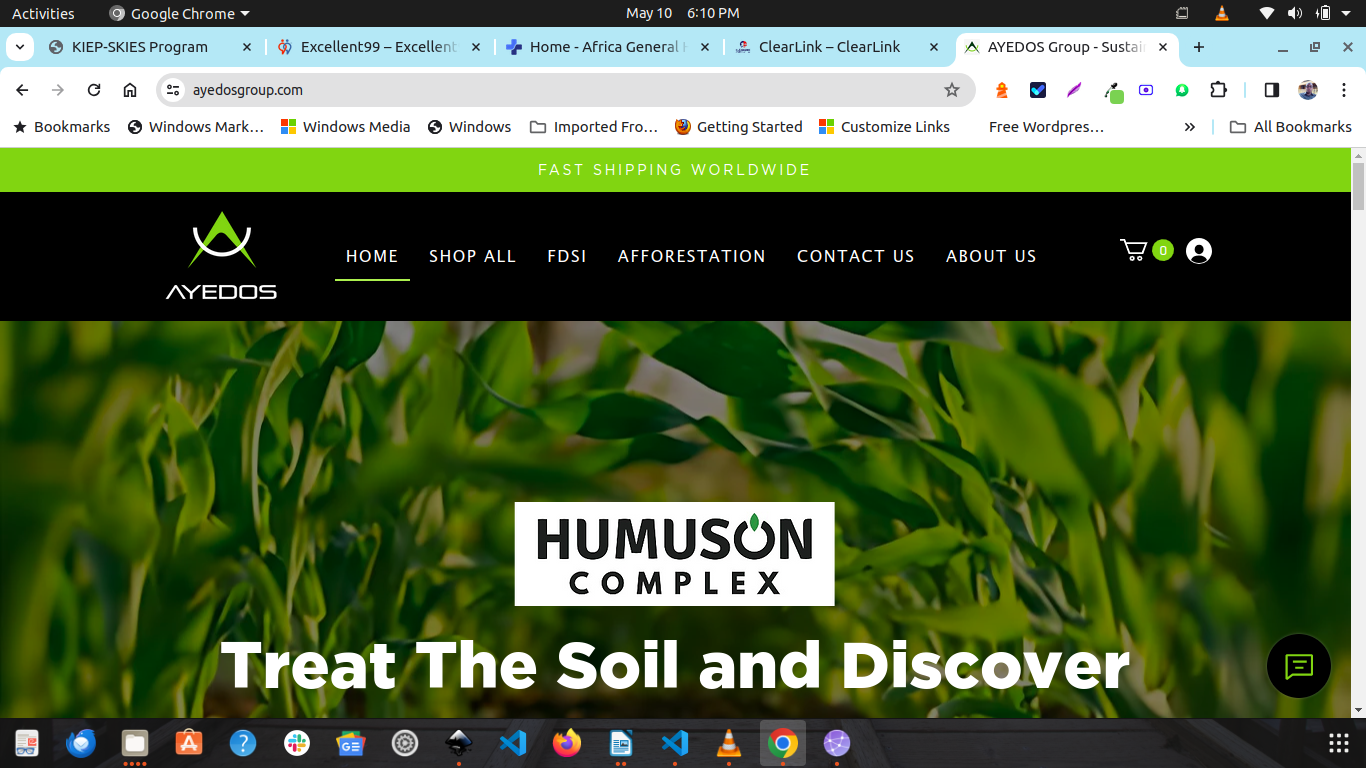 Activities
Google Chrome
May 10 6:10 PM
KIEP-SKIES Program
Excellent99 – Excellent
Home - Africa General H
ClearLink – ClearLink
AYEDOS Group - Sustai
ayedosgroup.com
Bookmarks
Windows Mark…
Windows Media
Windows
Imported Fro…
Getting Started
Customize Links
Free Wordpres…
All Bookmarks
FAST SHIPPING WORLDWIDE
AYEDOS
HOME
SHOP ALL
FDSI
AFFORESTATION
CONTACT US
ABOUT US
0
HUMUSON
COMPLEX
Treat The Soil and Discover